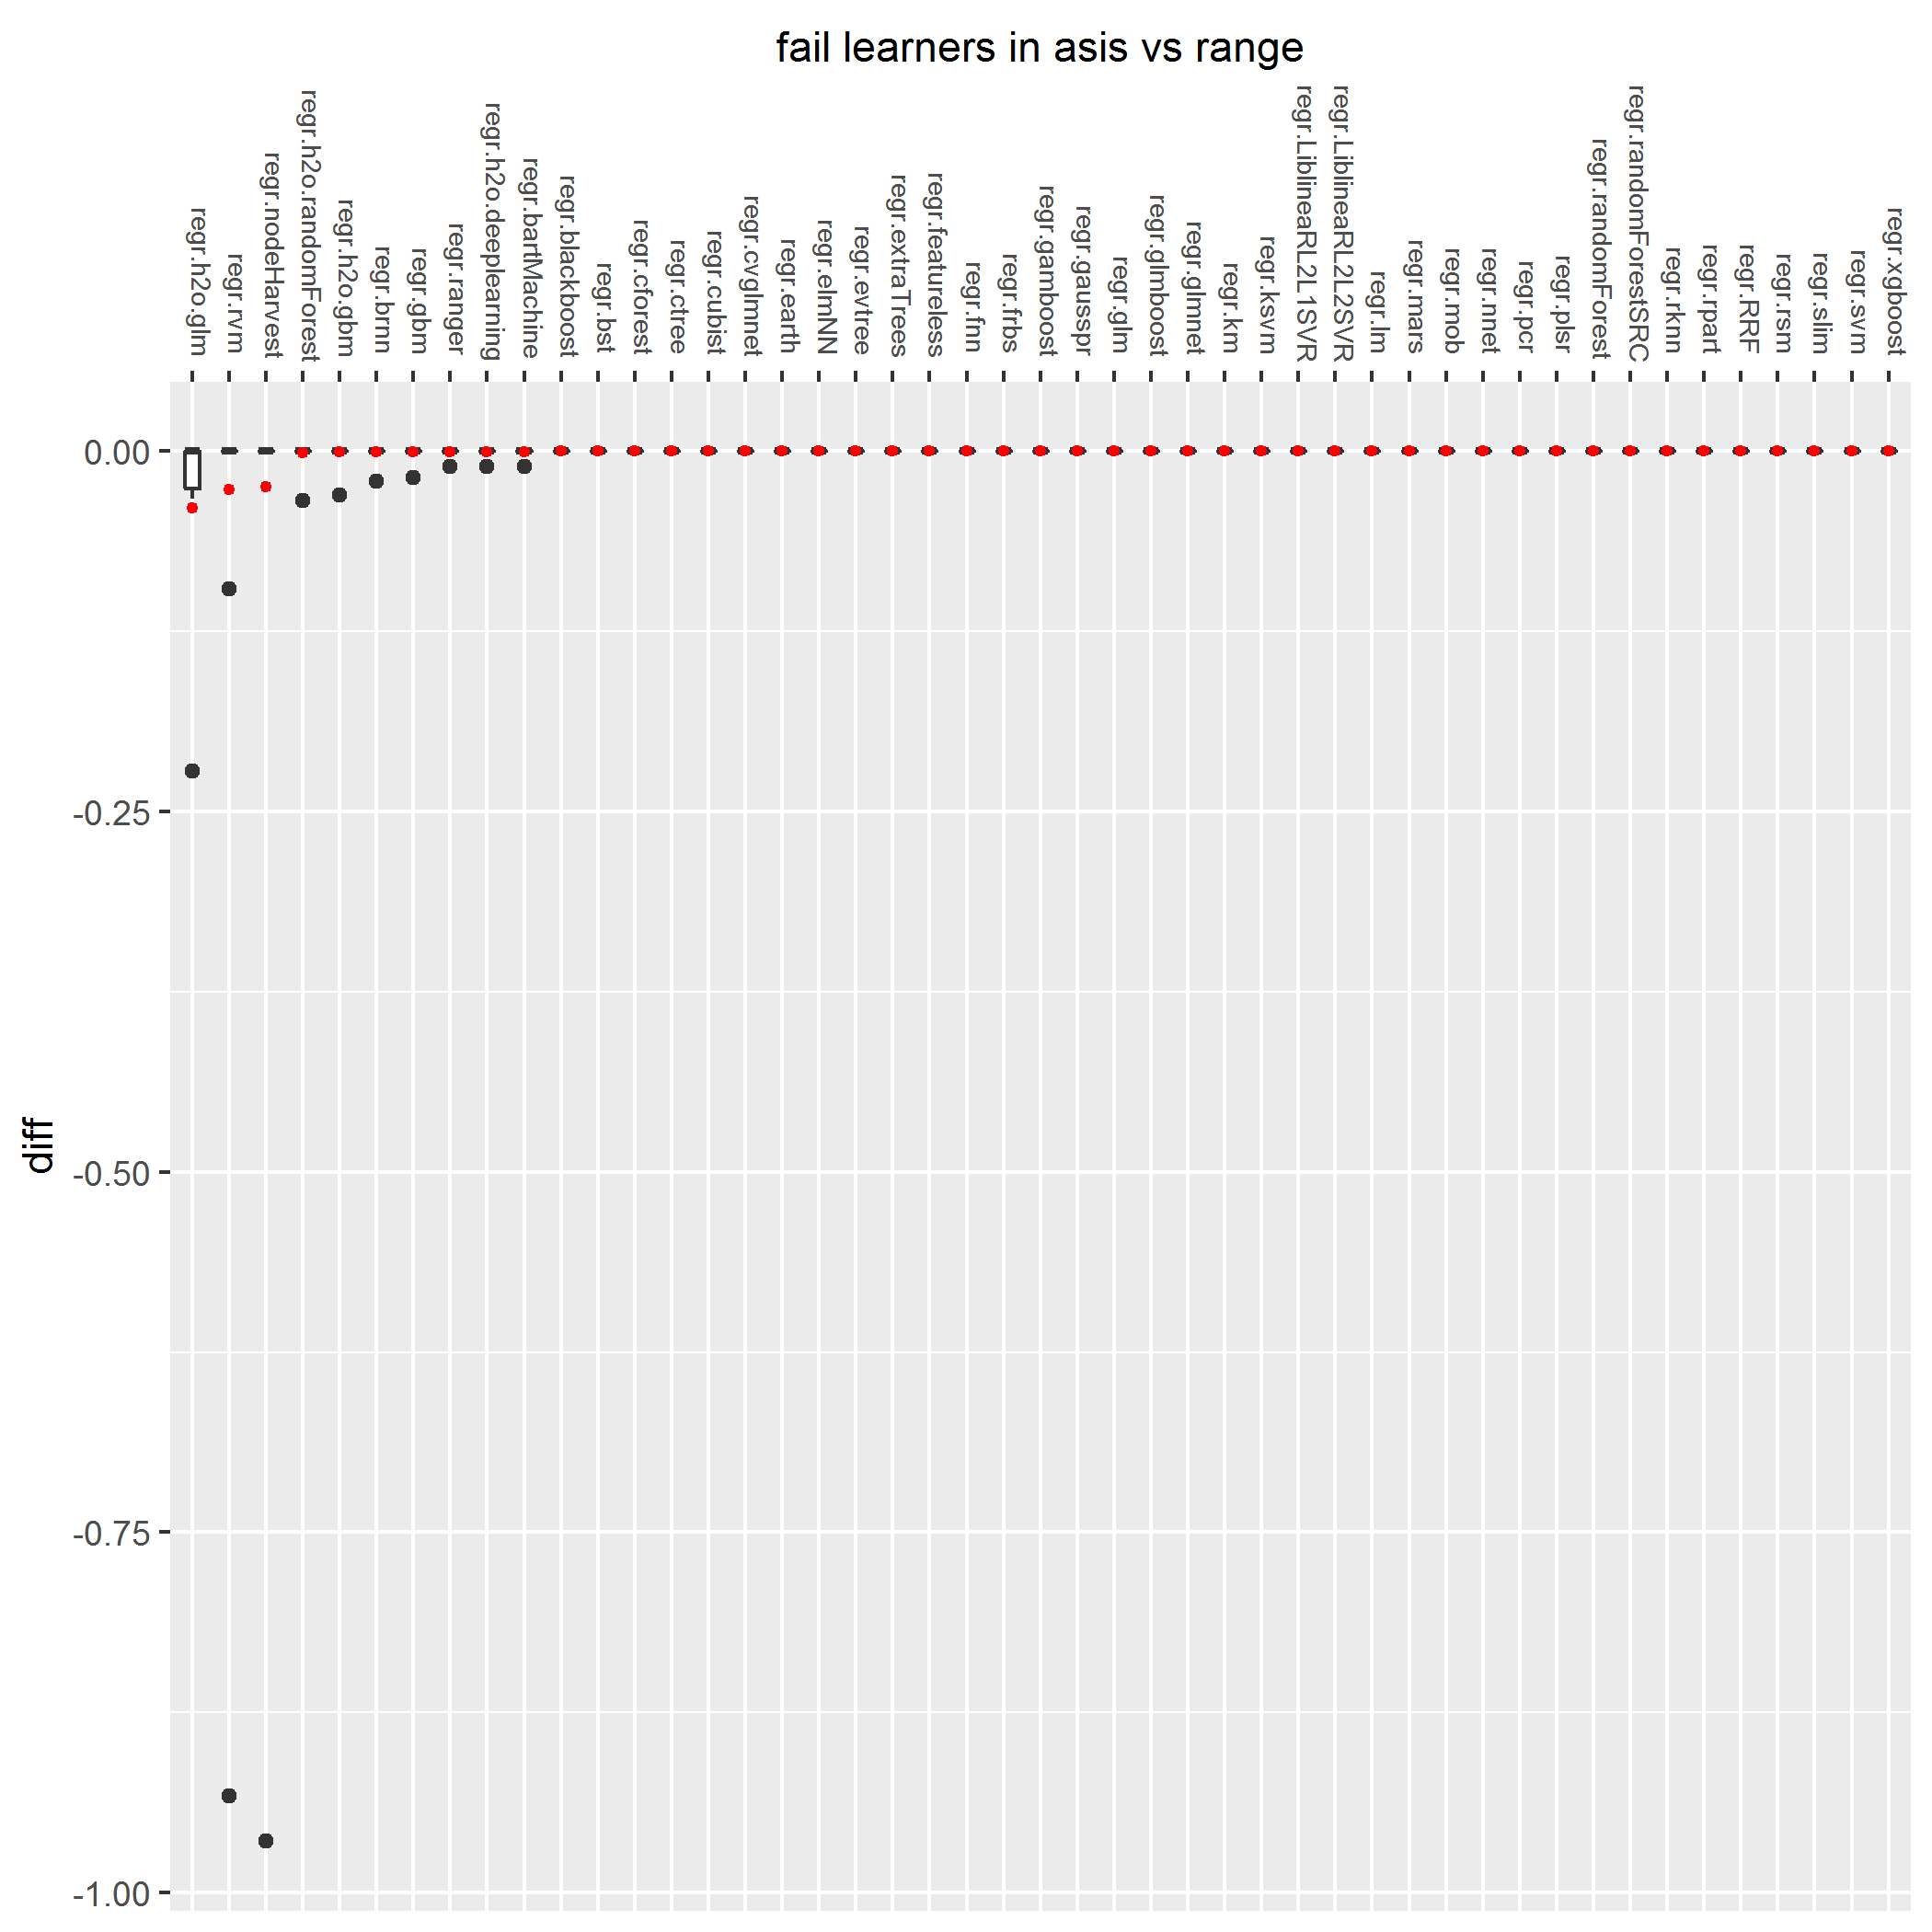 fail learners in asis vs range
regr.h2o.glm
regr.rvm
regr.nodeHarvest
regr.h2o.randomForest
regr.h2o.gbm
regr.brnn
regr.gbm
regr.ranger
regr.h2o.deeplearning
regr.bartMachine
regr.blackboost
regr.bst
regr.cforest
regr.ctree
regr.cubist
regr.cvglmnet
regr.earth
regr.elmNN
regr.evtree
regr.extraTrees
regr.featureless
regr.fnn
regr.frbs
regr.gamboost
regr.gausspr
regr.glm
regr.glmboost
regr.glmnet
regr.km
regr.ksvm
regr.LiblineaRL2L1SVR
regr.LiblineaRL2L2SVR
regr.lm
regr.mars
regr.mob
regr.nnet
regr.pcr
regr.plsr
regr.randomForest
regr.randomForestSRC
regr.rknn
regr.rpart
regr.RRF
regr.rsm
regr.slim
regr.svm
regr.xgboost
0.00
-0.25
-0.50
-0.75
-1.00
diff